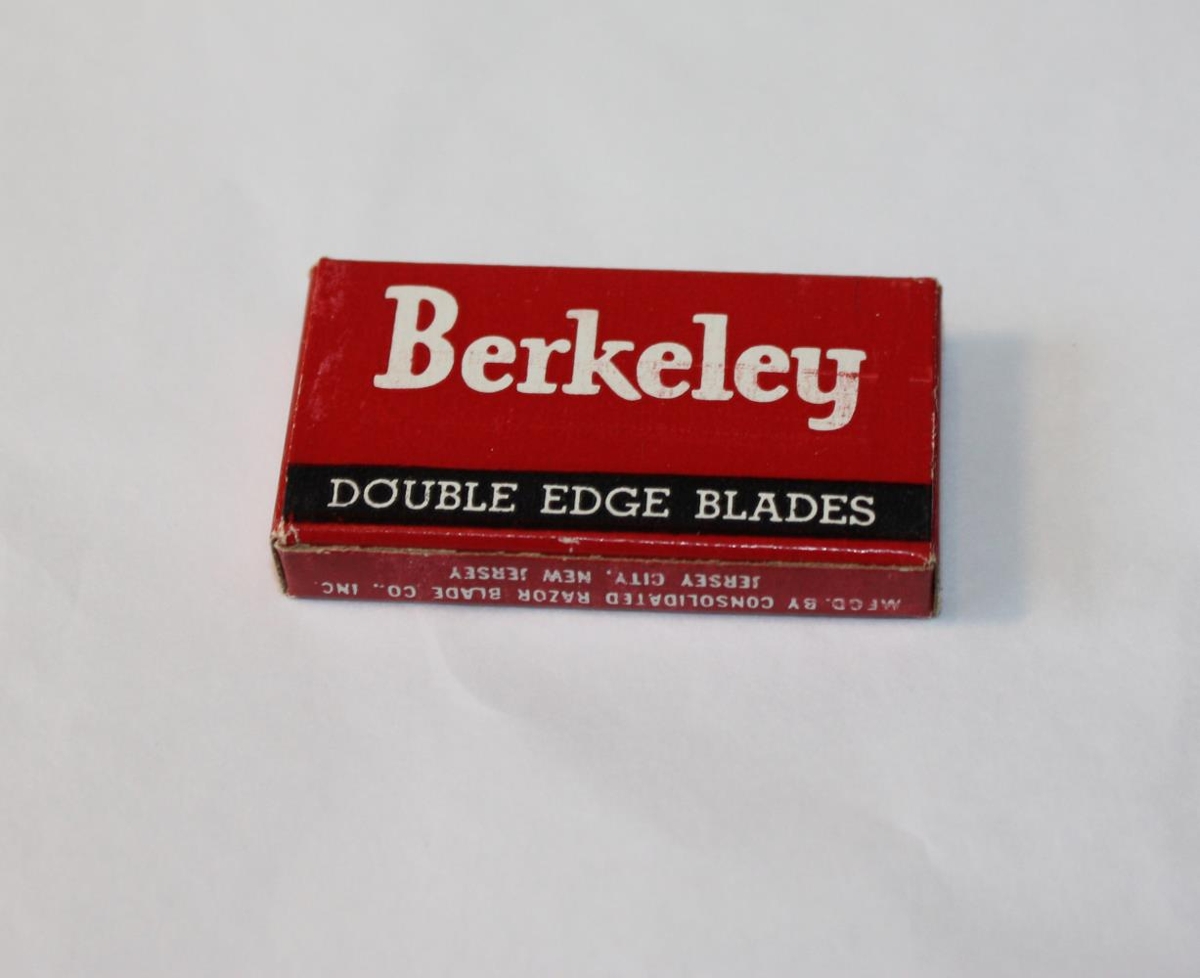 Berkeley
DOUBLE EDGE BLADES
MFGD. BY CONSOLIDATED RAZOR BLADE CO., INC.
JERSEY CITY, NEW JERSEY